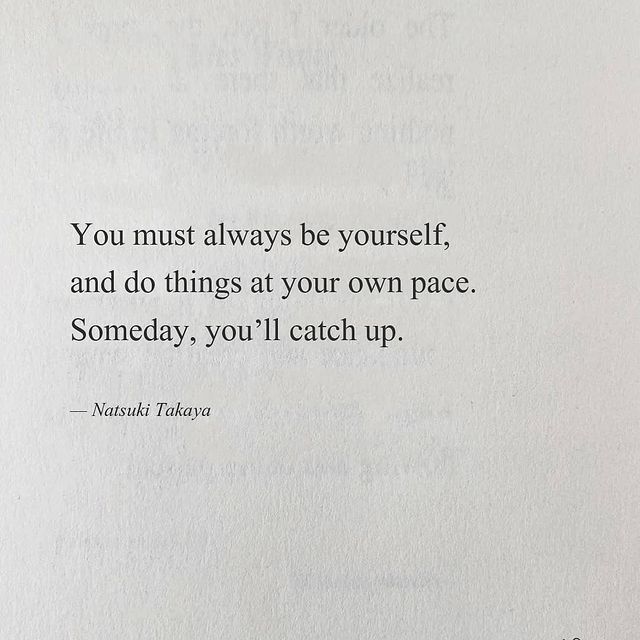 You must always be yourself,
and do things at your own pace.
Someday, you’ll catch up.
— Natsuki Takaya